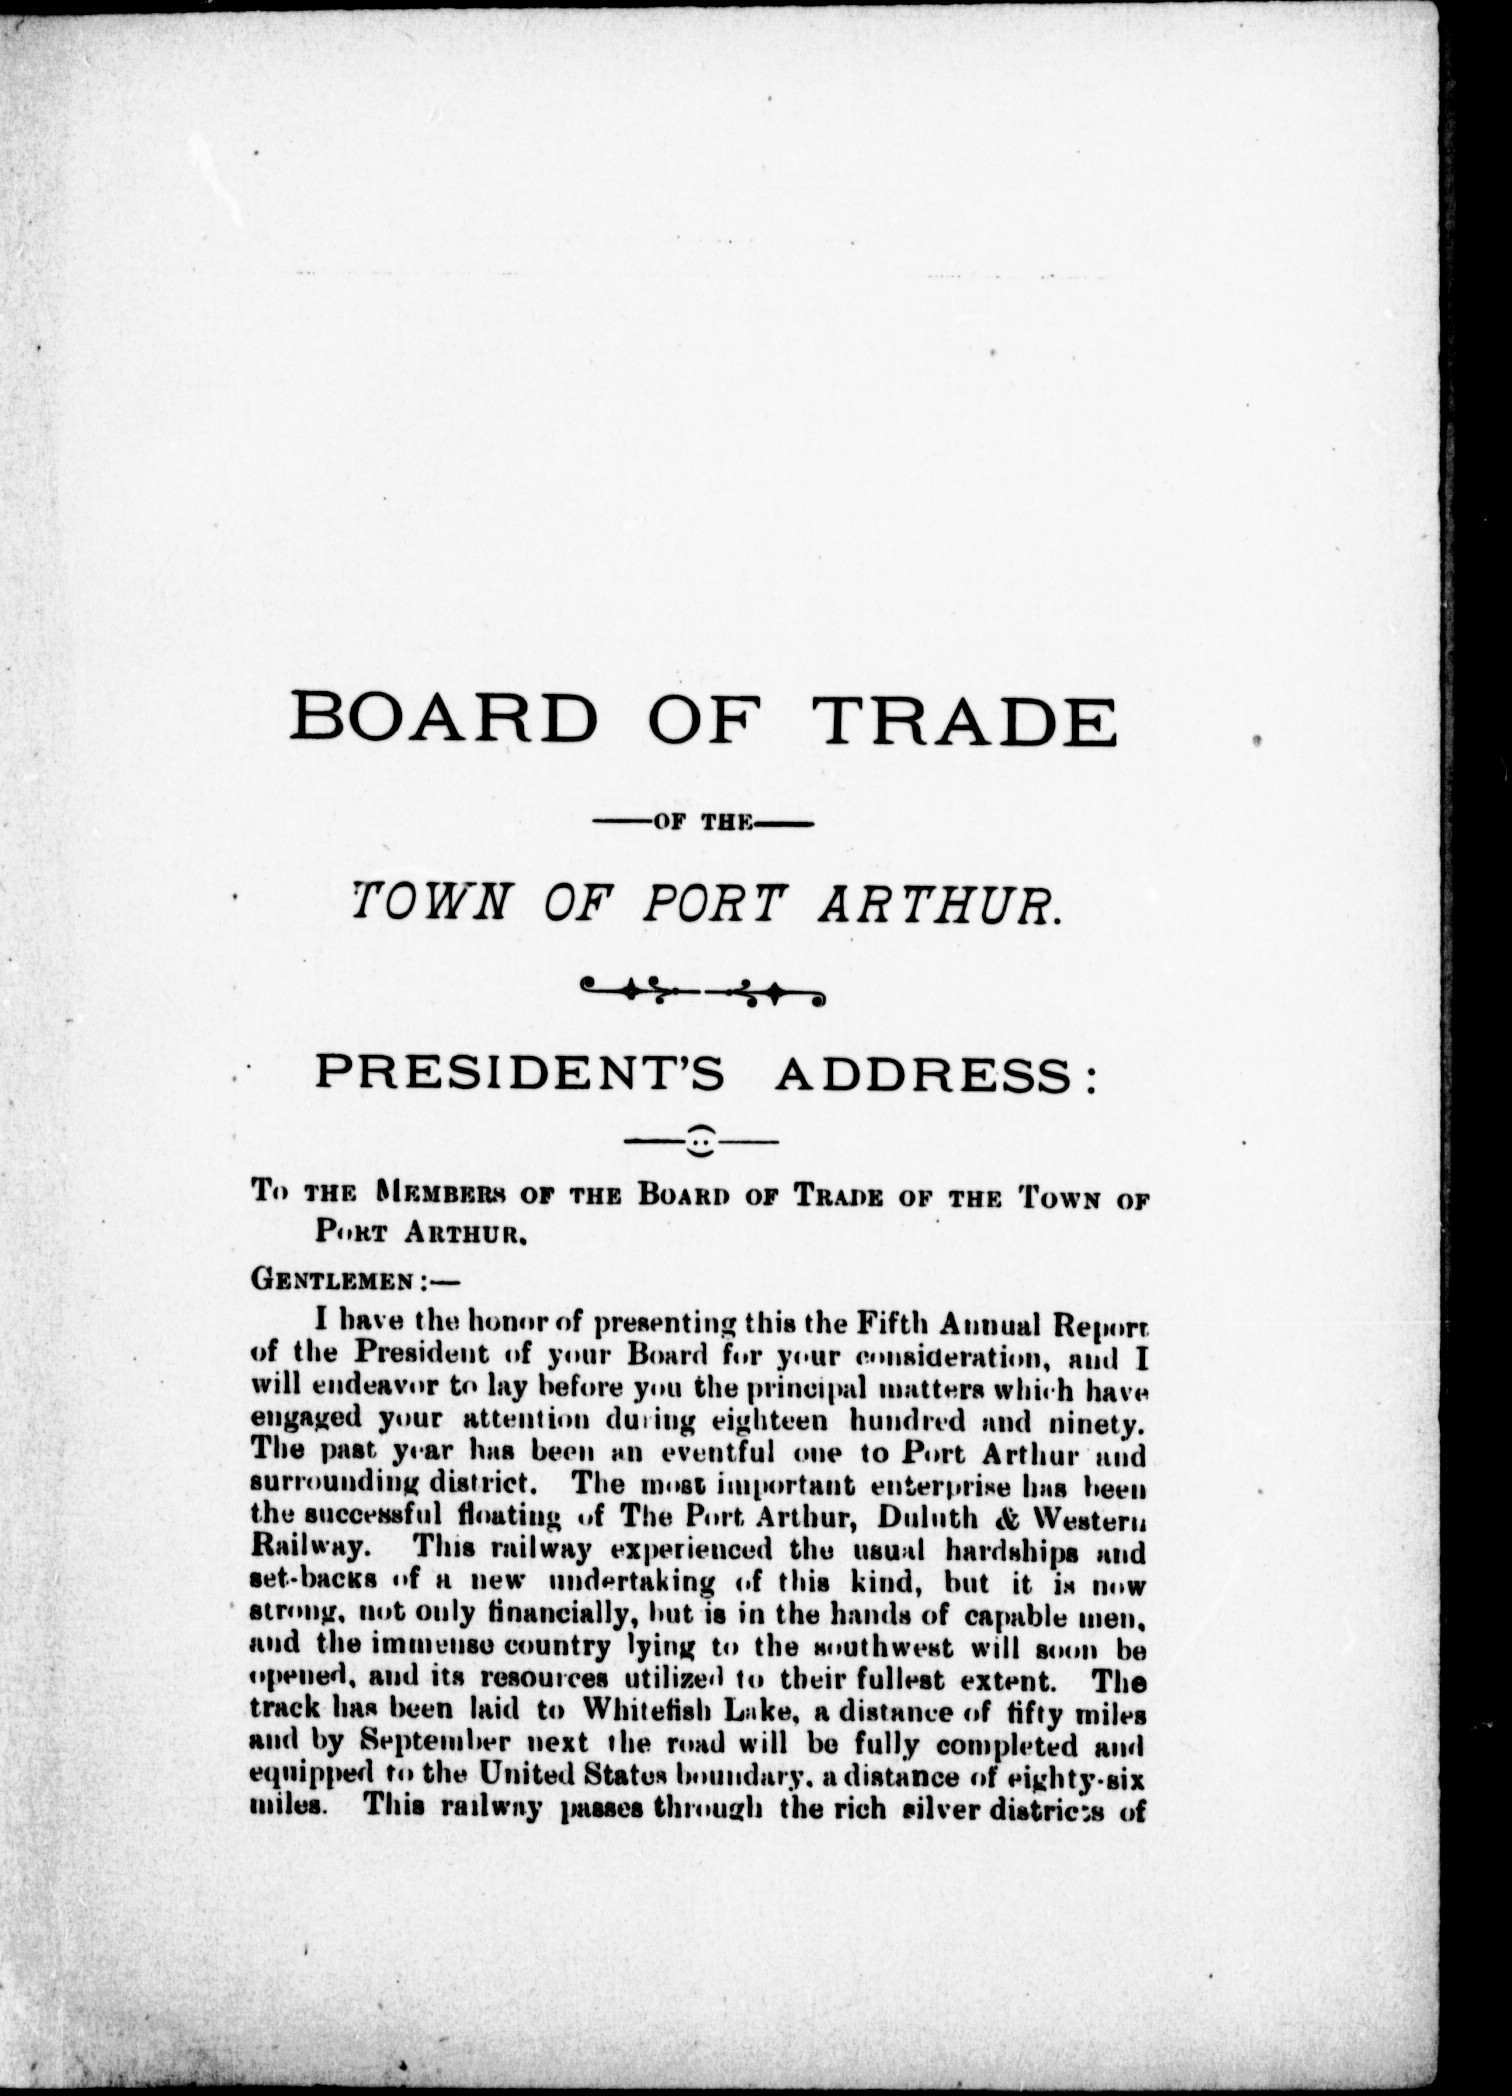 BOARD OF TRADE
——OF THE——
TOWN OF PORT ARTHUR.
PRESIDENT'S ADDRESS:
TO THE MEMBERS OF THE BOARD OF TRADE OF THE TOWN OF
PORT ARTHUR.
GENTLEMEN:—
I have the honor of presenting this the Fifth Annual Report
of the President of your Board for your consideration, and I
will endeavor to lay before you the principal matters which have
engaged your attention during eighteen hundred and ninety.
The past year has been an eventful one to Port Arthur and
surrounding district. The most important enterprise has been
the successful floating of The Port Arthur, Duluth & Western
Railway. This railway experienced the usual hardships and
set-backs of a new undertaking of this kind, but it is now
strong, not only financially, but is in the hands of capable men,
and the immense country lying to the southwest will soon be
opened, and its resources utilized to their fullest extent. The
track has been laid to Whitefish Lake, a distance of fifty miles
and by September next the road will be fully completed and
equipped to the United States boundary, a distance of eighty-six
miles. This railway passes through the rich silver districts of